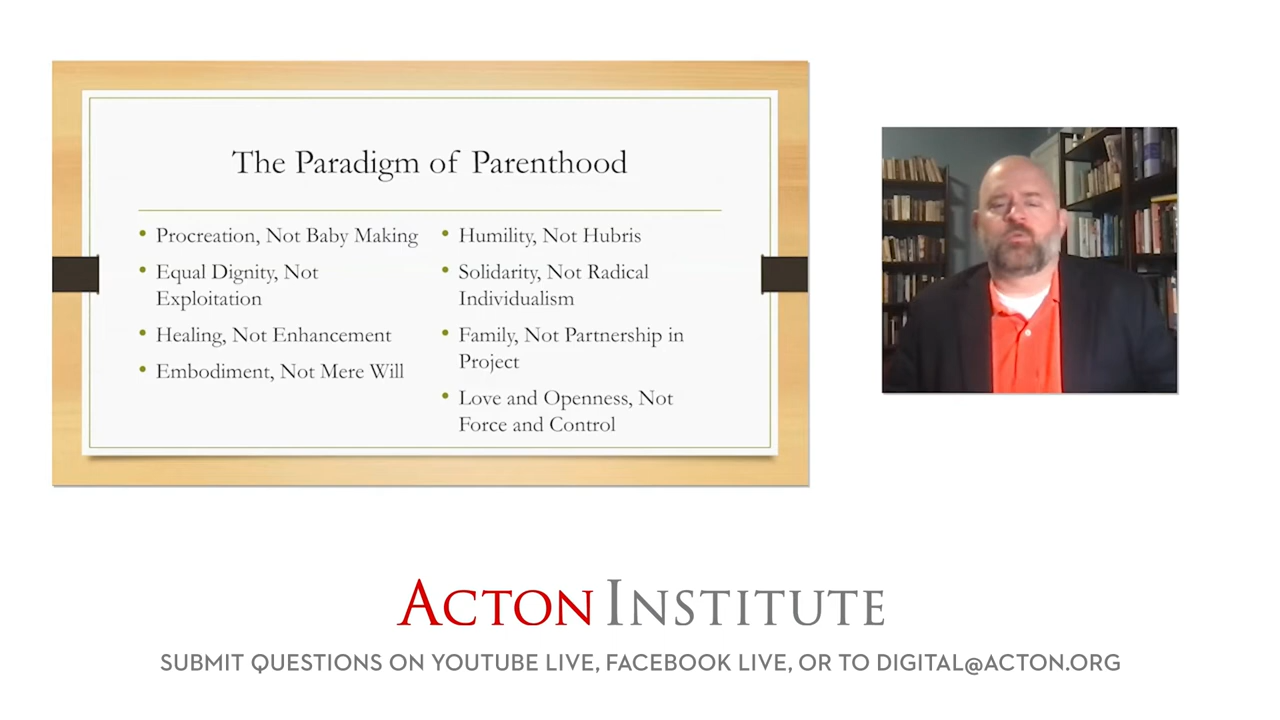 The Paradigm of Parenthood
• Procreation, Not Baby Making
• Equal Dignity, Not
Exploitation
• Healing, Not Enhancement
• Embodiment, Not Mere Will
• Humility, Not Hubris
• Solidarity, Not Radical
Individualism
• Family, Not Partnership in
Project
• Love and Openness, Not
Force and Control
ACTON INSTITUTE
SUBMIT QUESTIONS ON YOUTUBE LIVE, FACEBOOK LIVE, OR TO DIGITAL@ACTON.ORG